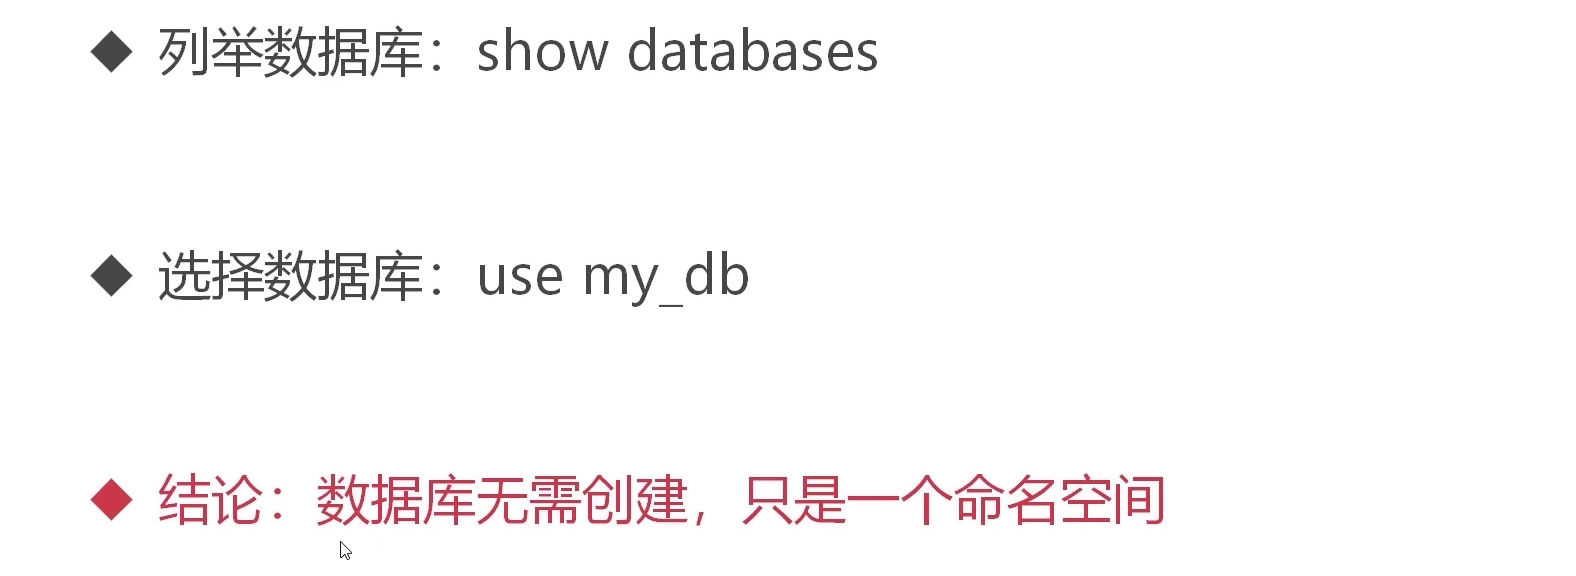 ◆ 列举数据库：show databases
◆ 选择数据库：use my_db
◆ 结论：数据库无需创建，只是一个命名空间